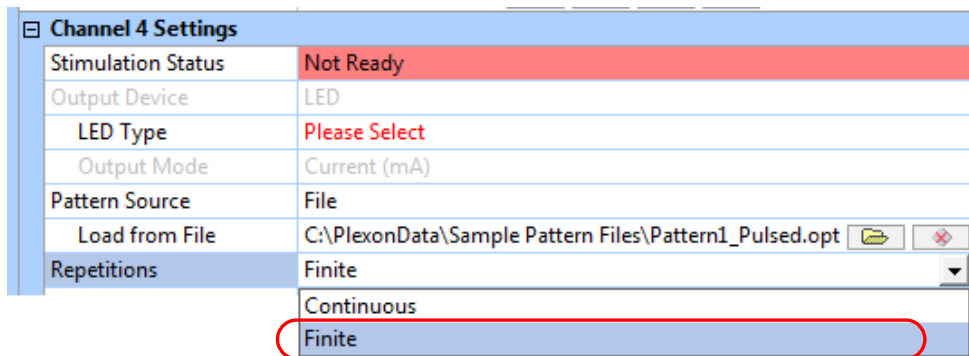 Channel 4 Settings
Stimulation Status Not Ready
Output Device LED
LED Type Please Select
Output Mode Current (mA)
Pattern Source File
Load from File C:\PlexonData\Sample Pattern Files\Pattern1_Pulsed.opt
Repetitions Finite
Continuous
Finite